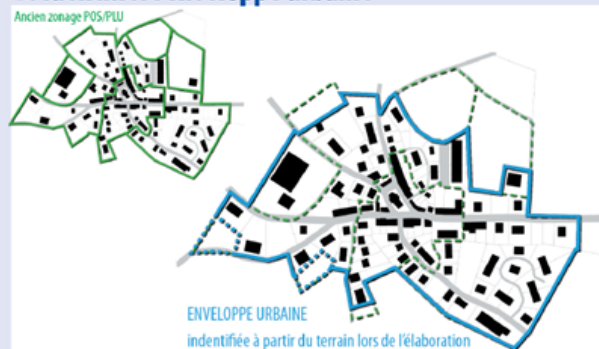 Ancien zonage POS/PLU
ENVELOPPE URBAINE
indentifiée à partir du terrain lors de l'élaboration